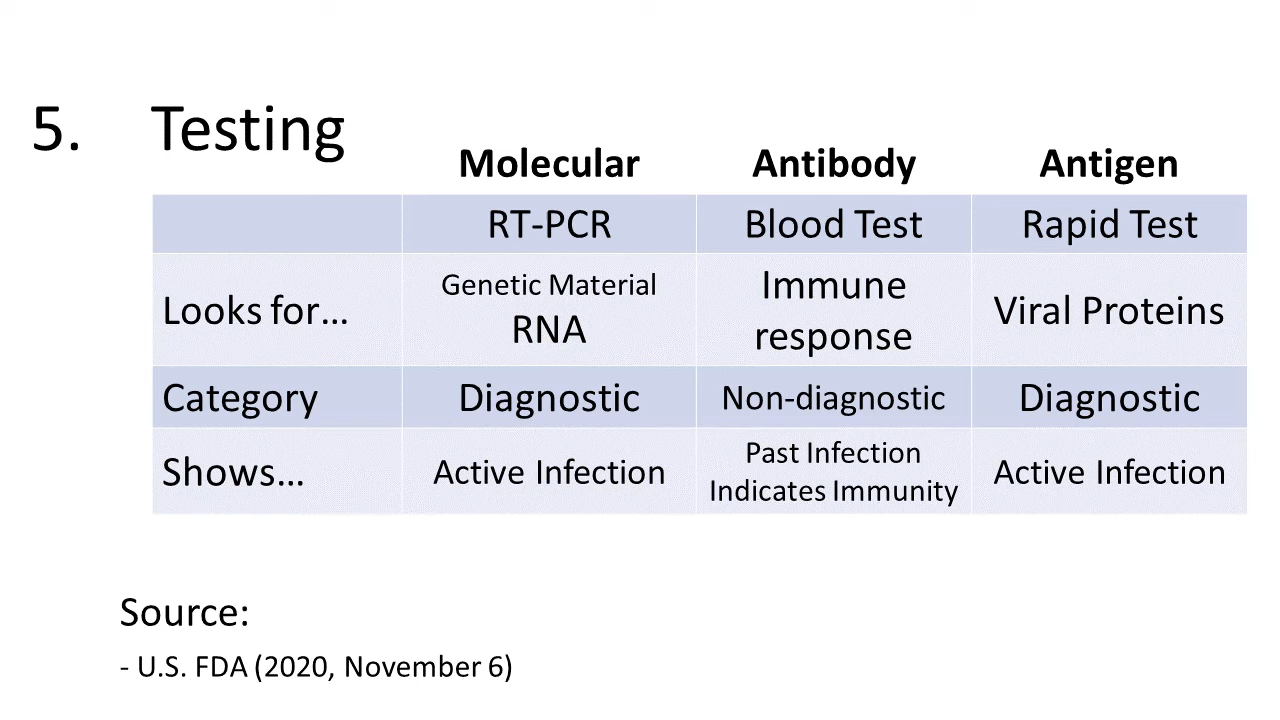 5. Testing
Molecular Antibody Antigen
RT-PCR Blood Test Rapid Test
Looks for… Genetic Material RNA Immune response Viral Proteins
Category Diagnostic Non-diagnostic Diagnostic
Shows… Active Infection Past Infection Indicates Immunity Active Infection
Source:
- U.S. FDA (2020, November 6)